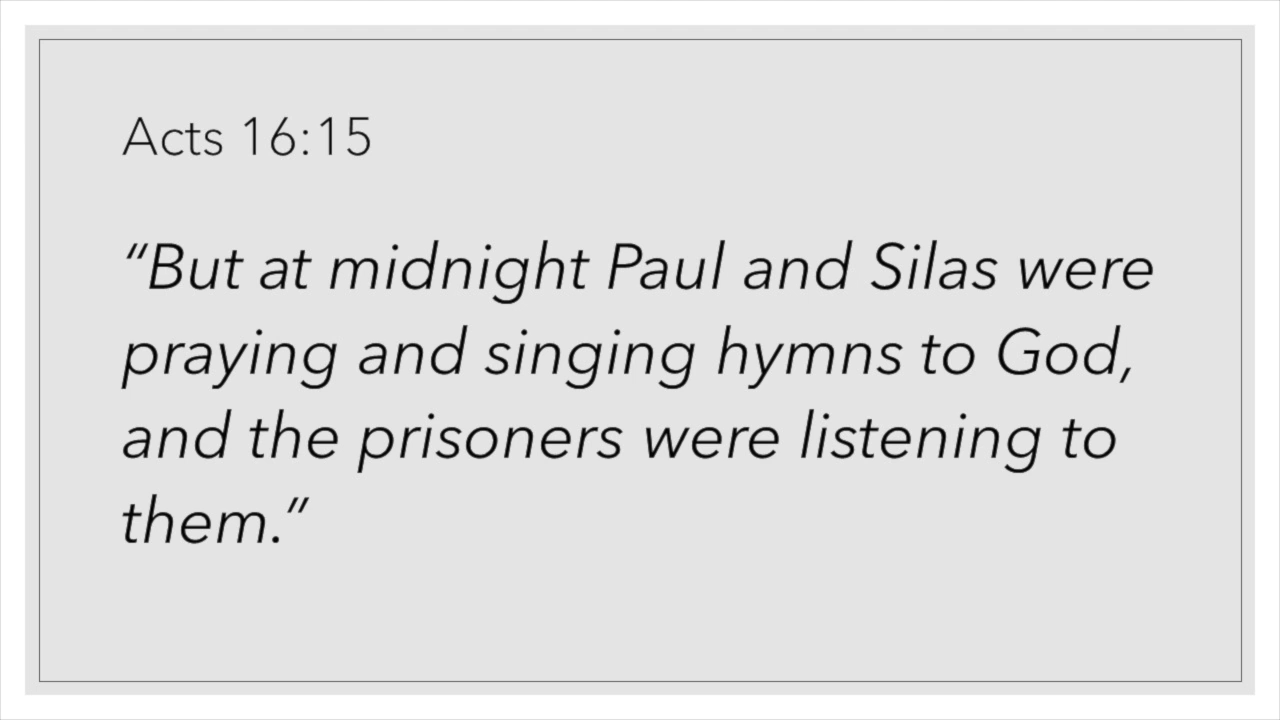 Acts 16:15
“But at midnight Paul and Silas were
praying and singing hymns to God,
and the prisoners were listening to
them.”